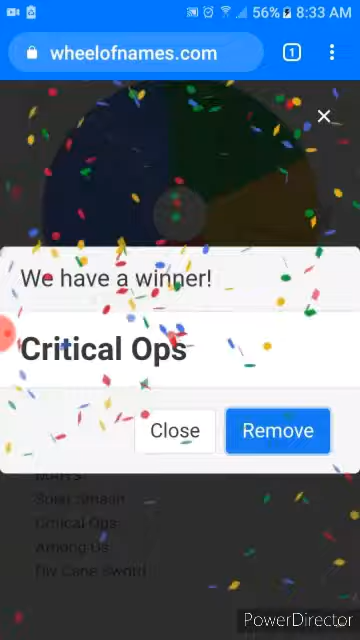 56% 8:33 AM
wheelofnames.com
1
We have a winner!
Critical Ops
Close
Remove
Solar Smash
Critical Ops
Among Us
PowerDirector